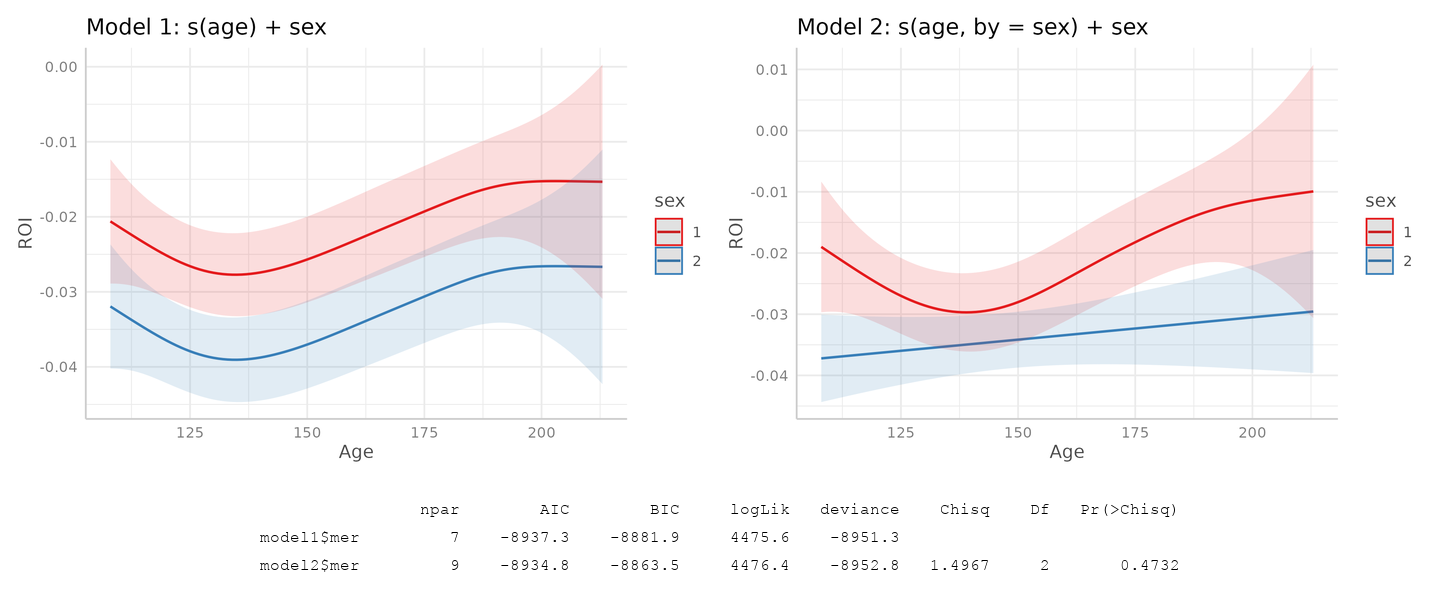 Model 1: s(age) + sex
0.00
-0.01
-0.02
-0.03
-0.04
ROI
125 150 175 200
Age
sex
1
2
Model 2: s(age, by = sex) + sex
0.01
0.00
-0.01
-0.02
-0.03
-0.04
ROI
125 150 175 200
Age
sex
1
2
npar AIC BIC logLik deviance Chisq Df Pr(>Chisq)
model1$mer 7 -8937.3 -8881.9 4475.6 -8951.3
model2$mer 9 -8934.8 -8863.5 4476.4 -8952.8 1.4967 2 0.4732